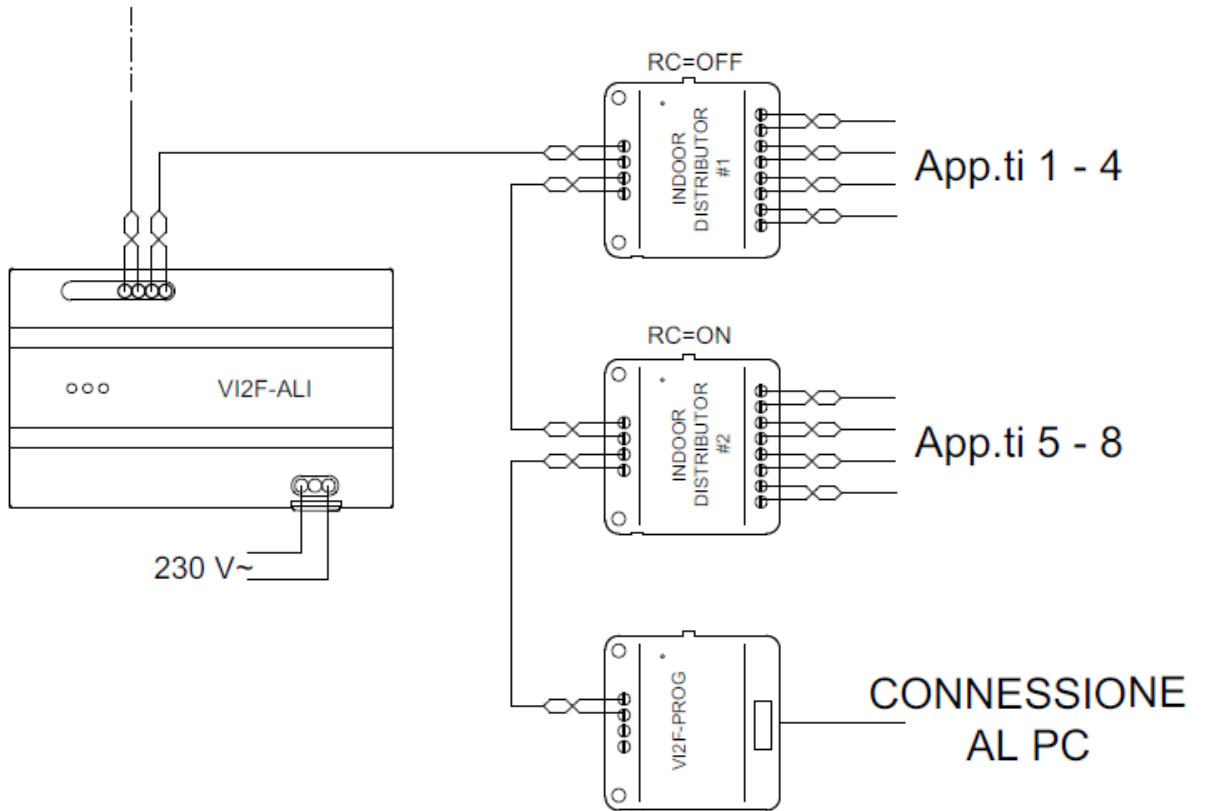 RC=OFF
INDOOR
DISTRIBUTOR
#1
App.ti 1 - 4
RC=ON
VI2F-ALI
INDOOR
DISTRIBUTOR
#2
App.ti 5 - 8
230 V~
VI2F-PROG
CONNESSIONE
AL PC